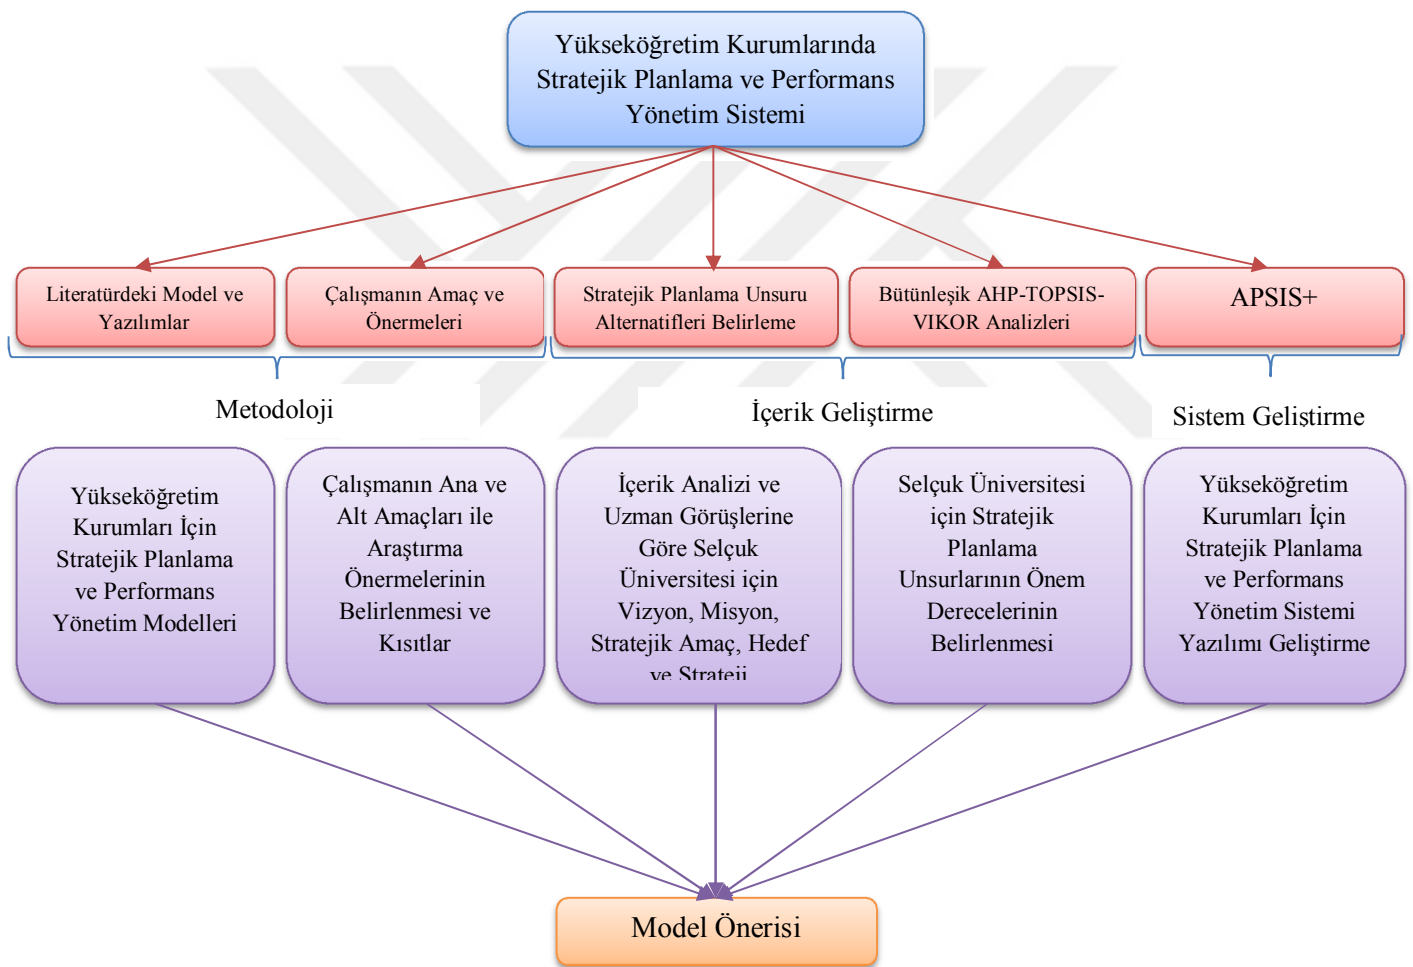 Yükseköğretim Kurumlarında
Stratejik Planlama ve Performans
Yönetim Sistemi
Literatürdeki Model ve
Yazılımlar
Çalışmanın Amaç ve
Önermeleri
Stratejik Planlama Unsuru
Alternatifleri Belirleme
Bütünleşik AHP-TOPSIS-
VIKOR Analizleri
APSIS+
Metodoloji
İçerik Geliştirme
Sistem Geliştirme
Yükseköğretim
Kurumları İçin
Stratejik Planlama
ve Performans
Yönetim Modelleri
Çalışmanın Ana ve
Alt Amaçları ile
Araştırma
Önermelerinin
Belirlenmesi ve
Kısıtlar
İçerik Analizi ve
Uzman Görüşlerine
Göre Selçuk
Üniversitesi için
Vizyon, Misyon,
Stratejik Amaç, Hedef
ve Strateji
Selçuk Üniversitesi
için Stratejik
Planlama
Unsurlarının Önem
Derecelerinin
Belirlenmesi
Yükseköğretim
Kurumları İçin
Stratejik Planlama
ve Performans
Yönetim Sistemi
Yazılımı Geliştirme
Model Önerisi